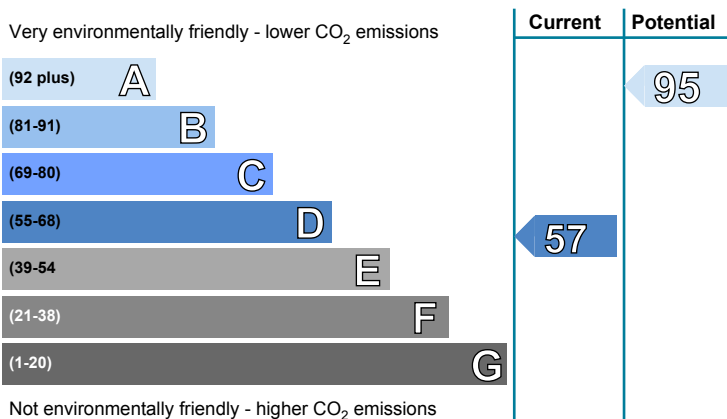 Current Potential
Very environmentally friendly - lower CO2 emissions
(92 plus) A 95
(81-91) B
(69-80) C
(55-68) D 57
(39-54 E
(21-38) F
(1-20) G
Not environmentally friendly - higher CO2 emissions